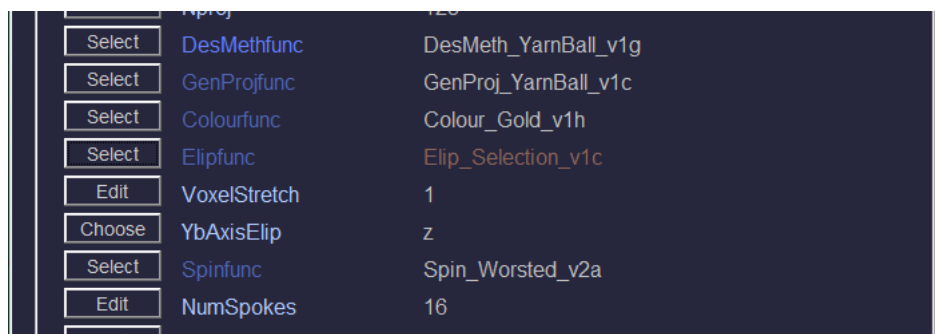 Select DesMethfunc DesMeth_YarnBall_v1g
Select GenProjfunc GenProj_YarnBall_v1c
Select Colourfunc Colour_Gold_v1h
Select Elipfunc Elip_Selection_v1c
Edit VoxelStretch 1
Choose YbAxisElip z
Select Spinfunc Spin_Worsted_v2a
Edit NumSpokes 16